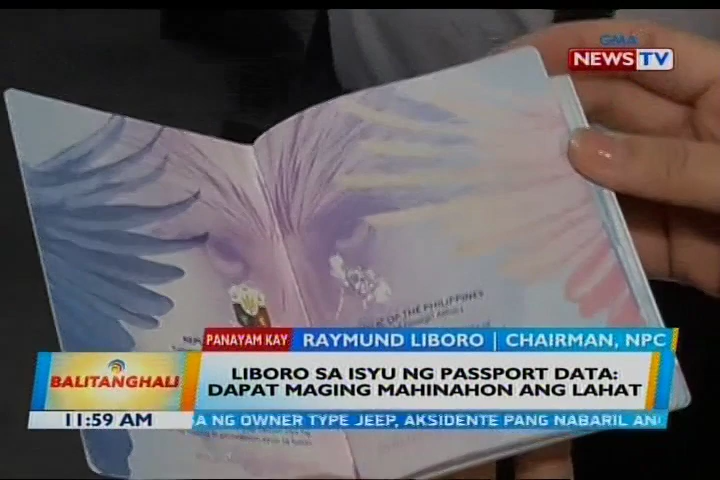 GMA
NEWS TV
OF THE PHILIPPINES
PANAYAM KAY
RAYMUND LIBORO | CHAIRMAN, NPC
BALITANGHALI
LIBORO SA ISYU NG PASSPORT DATA:
DAPAT MAGING MAHINAHON ANG LAHAT
11:59 AM
SA NG OWNER TYPE JEEP, AKSIDENTE PANG NABARIL AN